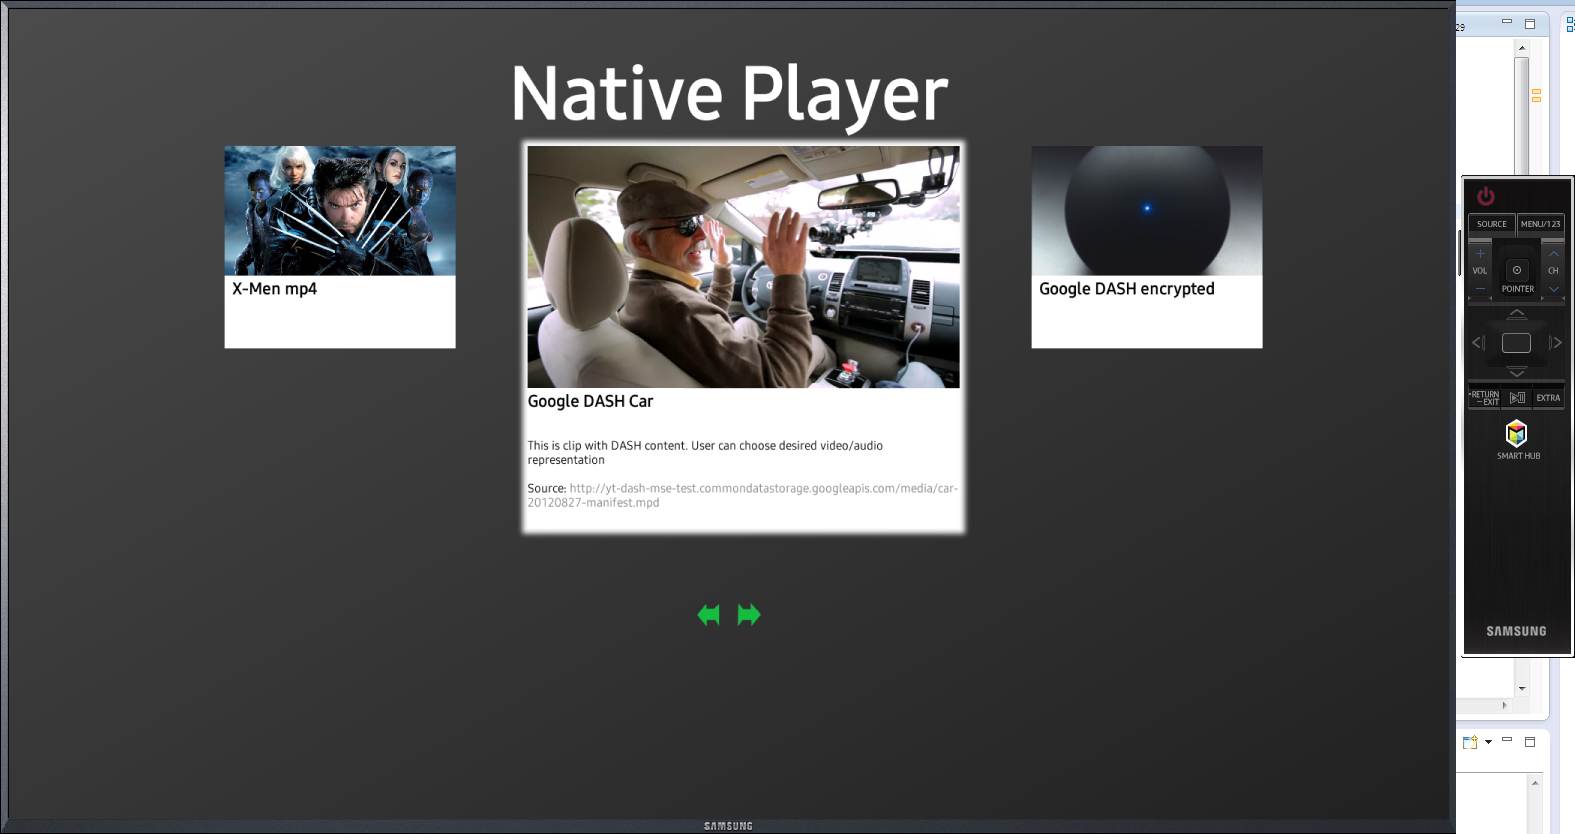 Native Player
X-Men mp4
Google DASH Car
This is clip with DASH content. User can choose desired video/audio
representation
Source: http://yt-dash-mse-test.commondatastorage.googleapis.com/media/car-
20120827-manifest.mpd
Google DASH encrypted
SAMSUNG
29
SOURCE
MENU/123
VOL
CH
POINTER
RETURN
EXIT
EXTRA
SMART HUB
SAMSUNG